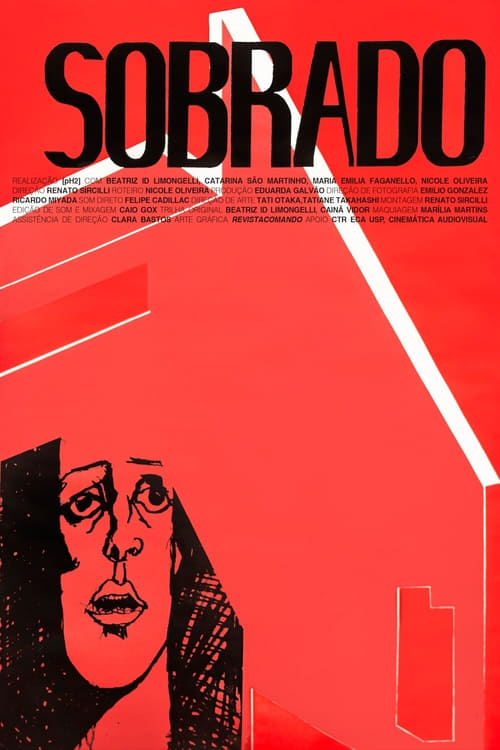 SOBRADO
REALIZAÇÃO [pH2] COM BEATRIZ ID LIMONGELLI, CATARINA SÃO MARTINHO, MARIA EMILIA FAGANELLO, NICOLE OLIVEIRA
DIREÇÃO RENATO SIRCILLI ROTEIRO NICOLE OLIVEIRA PRODUÇÃO EDUARDA GALVÃO DIREÇÃO DE FOTOGRAFIA EMILIO GONZALEZ
RICARDO MIYADA SOM DIRETO FELIPE CADILLAC DIREÇÃO DE ARTE TATI OTAKA,TATIANE TAKAHASHI MONTAGEM RENATO SIRCILLI
EDIÇÃO DE SOM E MIXAGEM CAIO GOX TRILHA ORIGINAL BEATRIZ ID LIMONGELLI, CAINÃ VIDOR MAQUIAGEM MARÍLIA MARTINS
ASSISTÊNCIA DE DIREÇÃO CLARA BASTOS ARTE GRÁFICA REVISTACOMANDO APOIO CTR ECA USP, CINEMÁTICA AUDIOVISUAL